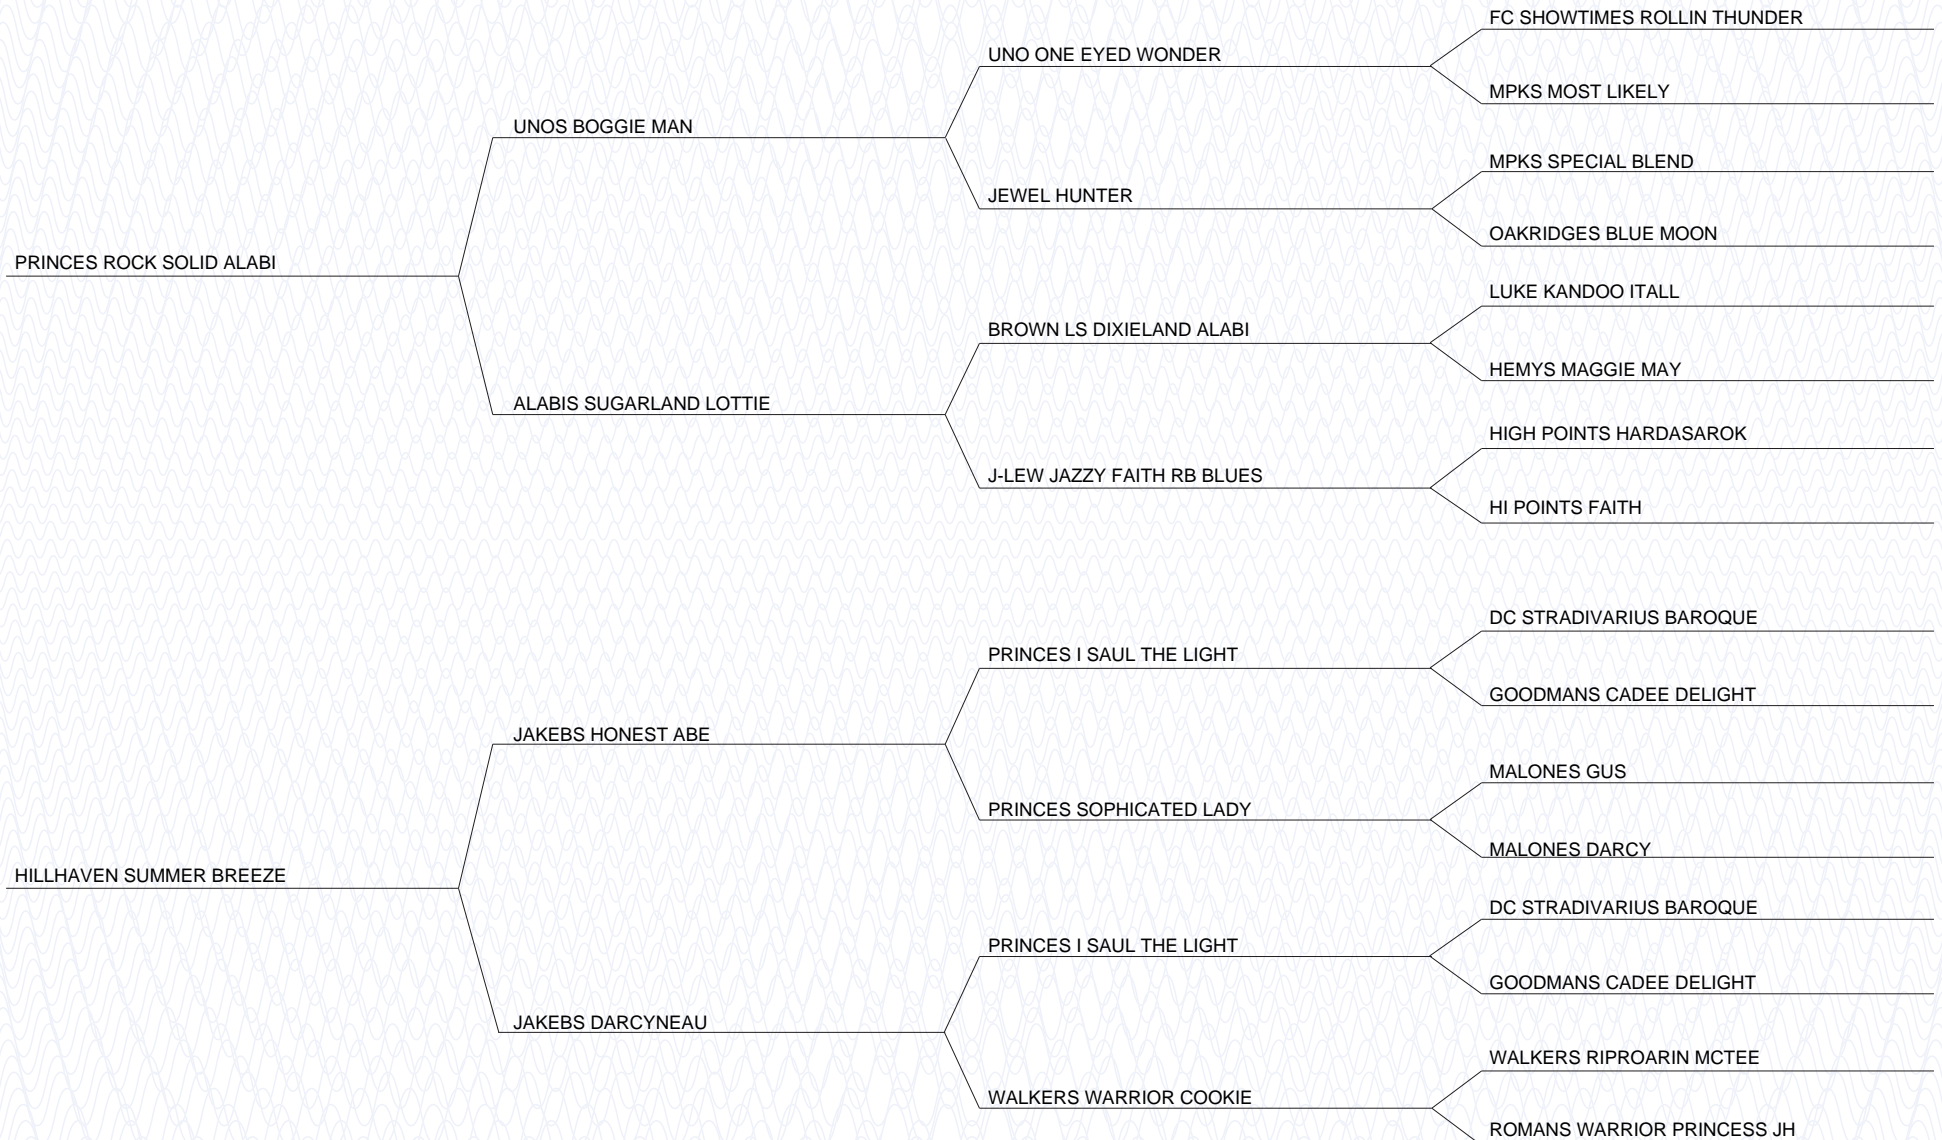 FC SHOWTIMES ROLLIN THUNDER
UNO ONE EYED WONDER
MPKS MOST LIKELY
UNOS BOGGIE MAN
MPKS SPECIAL BLEND
JEWEL HUNTER
OAKRIDGES BLUE MOON
PRINCES ROCK SOLID ALABI
LUKE KANDOO ITALL
BROWN LS DIXIELAND ALABI
HEMYS MAGGIE MAY
ALABIS SUGARLAND LOTTIE
HIGH POINTS HARDASAROK
J-LEW JAZZY FAITH RB BLUES
HI POINTS FAITH
DC STRADIVARIUS BAROQUE
PRINCES I SAUL THE LIGHT
GOODMANS CADEE DELIGHT
JAKEBS HONEST ABE
MALONES GUS
PRINCES SOPHICATED LADY
MALONES DARCY
HILLHAVEN SUMMER BREEZE
DC STRADIVARIUS BAROQUE
PRINCES I SAUL THE LIGHT
GOODMANS CADEE DELIGHT
JAKEBS DARCYNEAU
WALKERS RIPROARIN MCTEE
WALKERS WARRIOR COOKIE
ROMANS WARRIOR PRINCESS JH